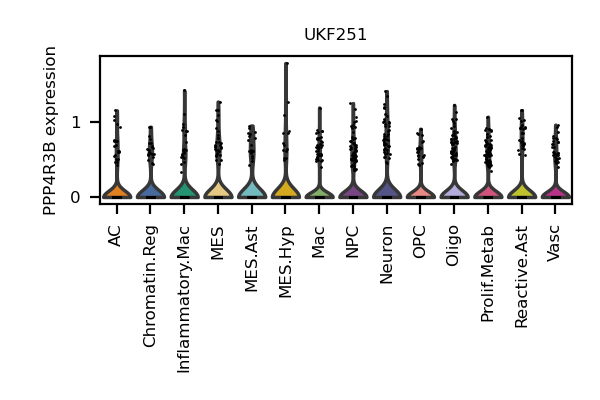 UKF251
PPP4R3B expression
1
0
AC
Chromatin.Reg
Inflammatory.Mac
MES
MES.Ast
MES.Hyp
Mac
NPC
Neuron
OPC
Oligo
Prolif.Metab
Reactive.Ast
Vasc